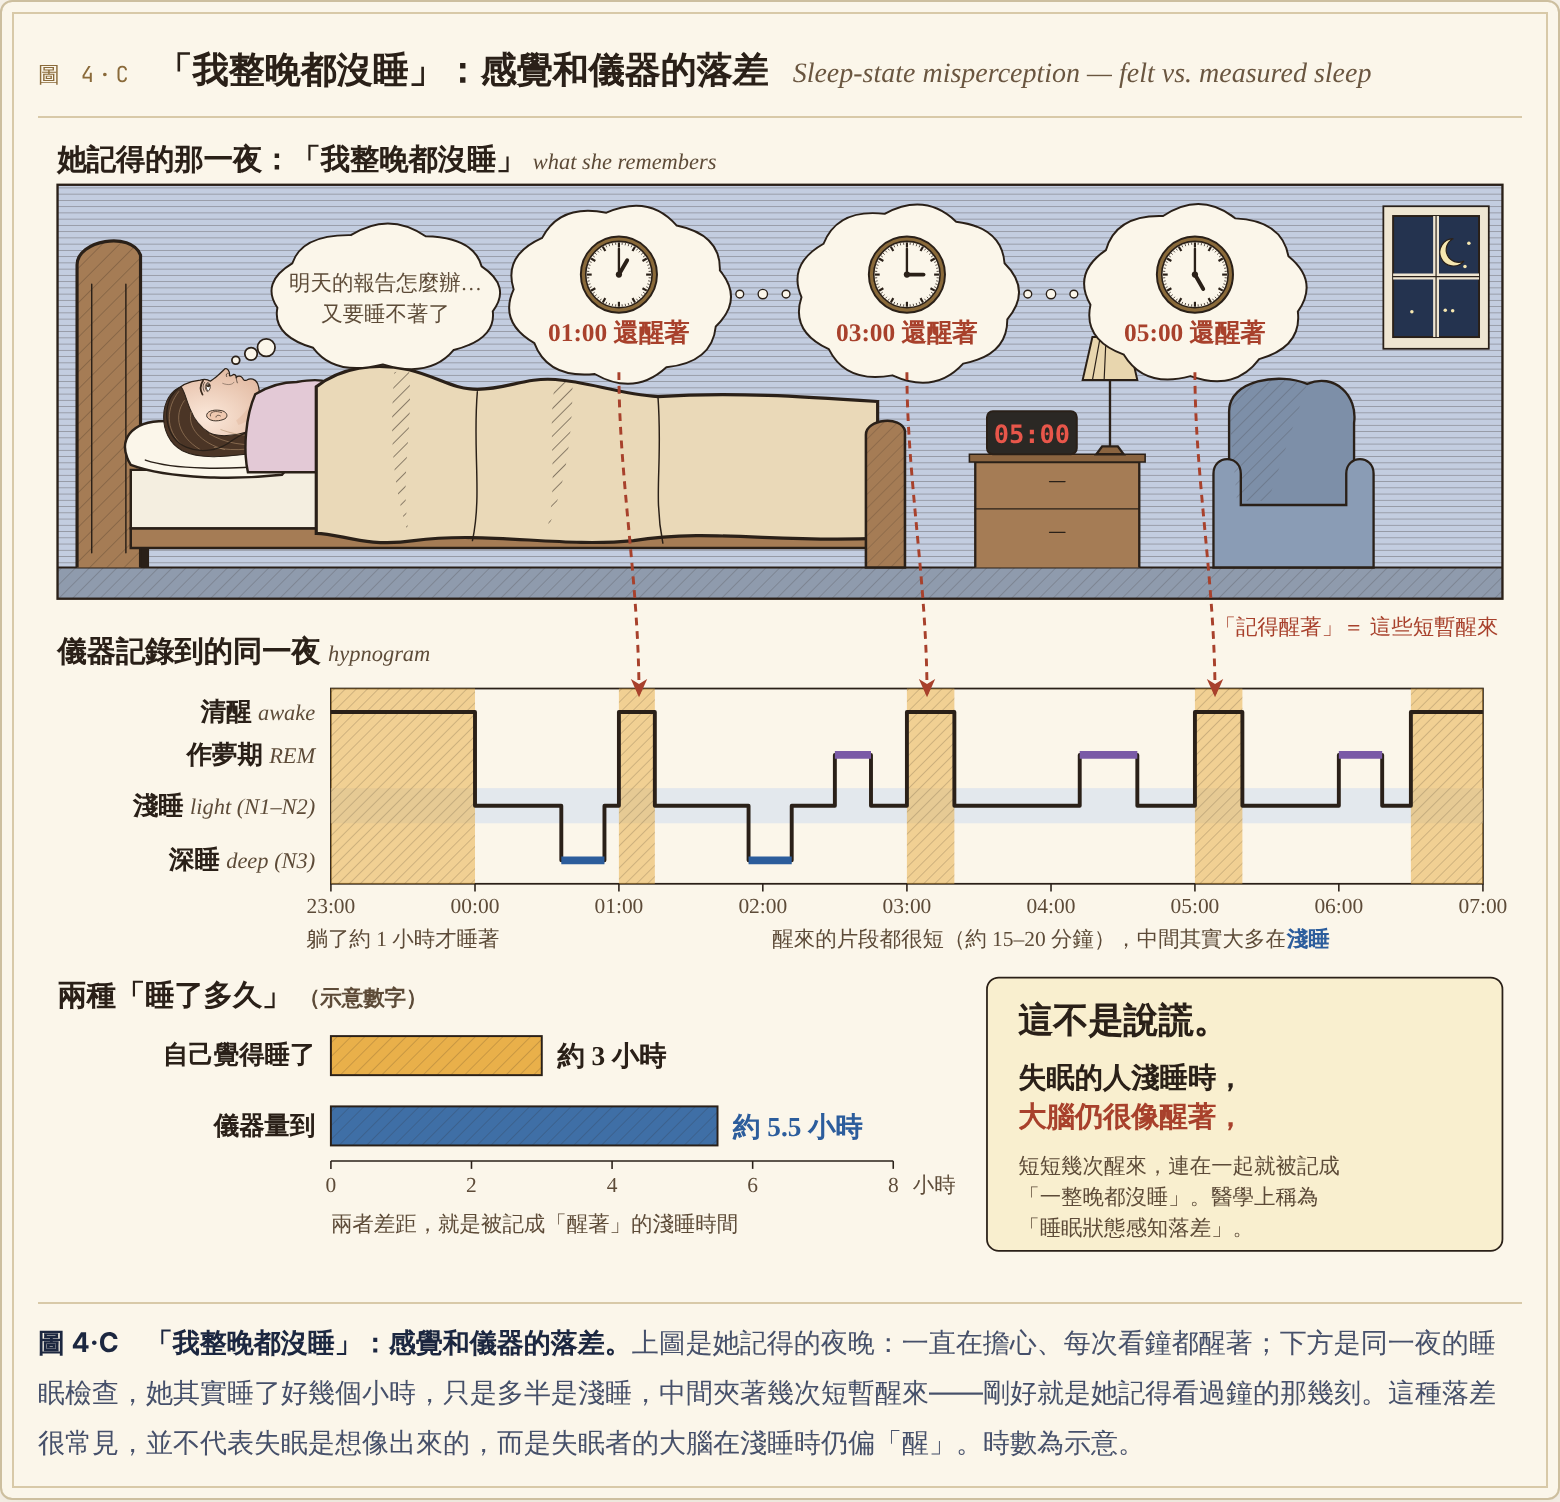 圖 4·C 「我整晚都沒睡」：感覺和儀器的落差 Sleep-state misperception — felt vs. measured sleep
她記得的那一夜：「我整晚都沒睡」 what she remembers
明天的報告怎麼辦…
又要睡不著了
01:00 還醒著
03:00 還醒著
05:00 還醒著
05:00
「記得醒著」＝ 這些短暫醒來
儀器記錄到的同一夜 hypnogram
清醒 awake
作夢期 REM
淺睡 light (N1–N2)
深睡 deep (N3)
23:00 00:00 01:00 02:00 03:00 04:00 05:00 06:00 07:00
躺了約 1 小時才睡著
醒來的片段都很短（約 15–20 分鐘），中間其實大多在淺睡
兩種「睡了多久」 （示意數字）
自己覺得睡了 約 3 小時
儀器量到 約 5.5 小時
0 2 4 6 8 小時
兩者差距，就是被記成「醒著」的淺睡時間
這不是說謊。
失眠的人淺睡時，
大腦仍很像醒著，
短短幾次醒來，連在一起就被記成
「一整晚都沒睡」。醫學上稱為
「睡眠狀態感知落差」。
圖 4·C 「我整晚都沒睡」：感覺和儀器的落差。上圖是她記得的夜晚：一直在擔心、每次看鐘都醒著；下方是同一夜的睡
眠檢查，她其實睡了好幾個小時，只是多半是淺睡，中間夾著幾次短暫醒來——剛好就是她記得看過鐘的那幾刻。這種落差
很常見，並不代表失眠是想像出來的，而是失眠者的大腦在淺睡時仍偏「醒」。時數為示意。